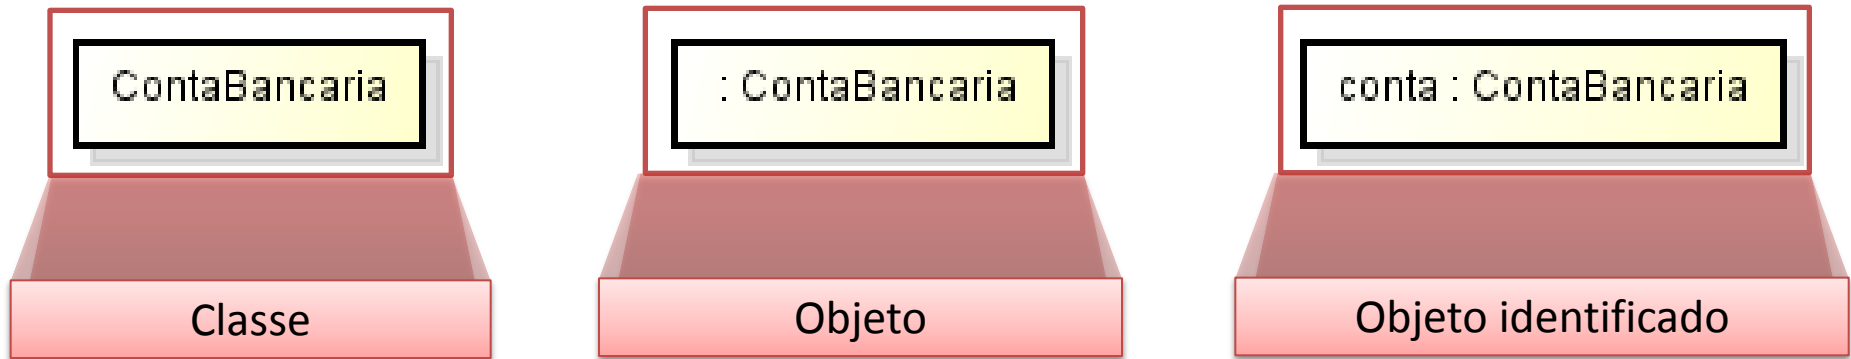 ContaBancaria
: ContaBancaria
conta : ContaBancaria
Classe
Objeto
Objeto identificado